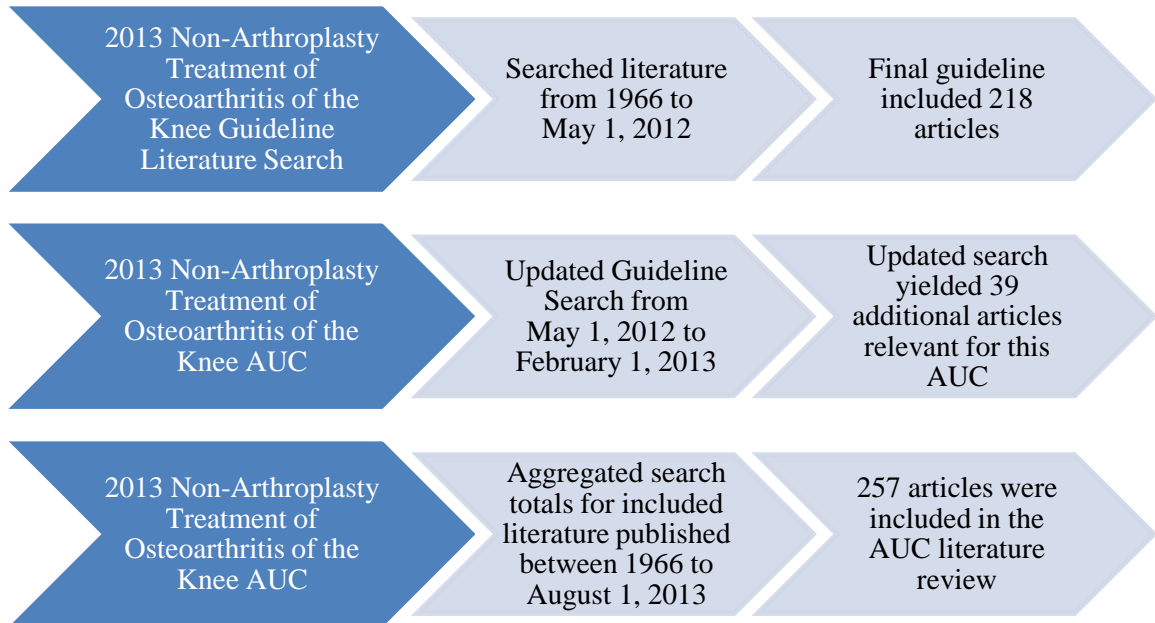 2013 Non-Arthroplasty
Treatment of
Osteoarthritis of the
Knee Guideline
Literature Search
Searched literature
from 1966 to
May 1, 2012
Final guideline
included 218
articles
2013 Non-Arthroplasty
Treatment of
Osteoarthritis of the
Knee AUC
Updated Guideline
Search from
May 1, 2012 to
February 1, 2013
Updated search
yielded 39
additional articles
relevant for this
AUC
2013 Non-Arthroplasty
Treatment of
Osteoarthritis of the
Knee AUC
Aggregated search
totals for included
literature published
between 1966 to
August 1, 2013
257 articles were
included in the
AUC literature
review